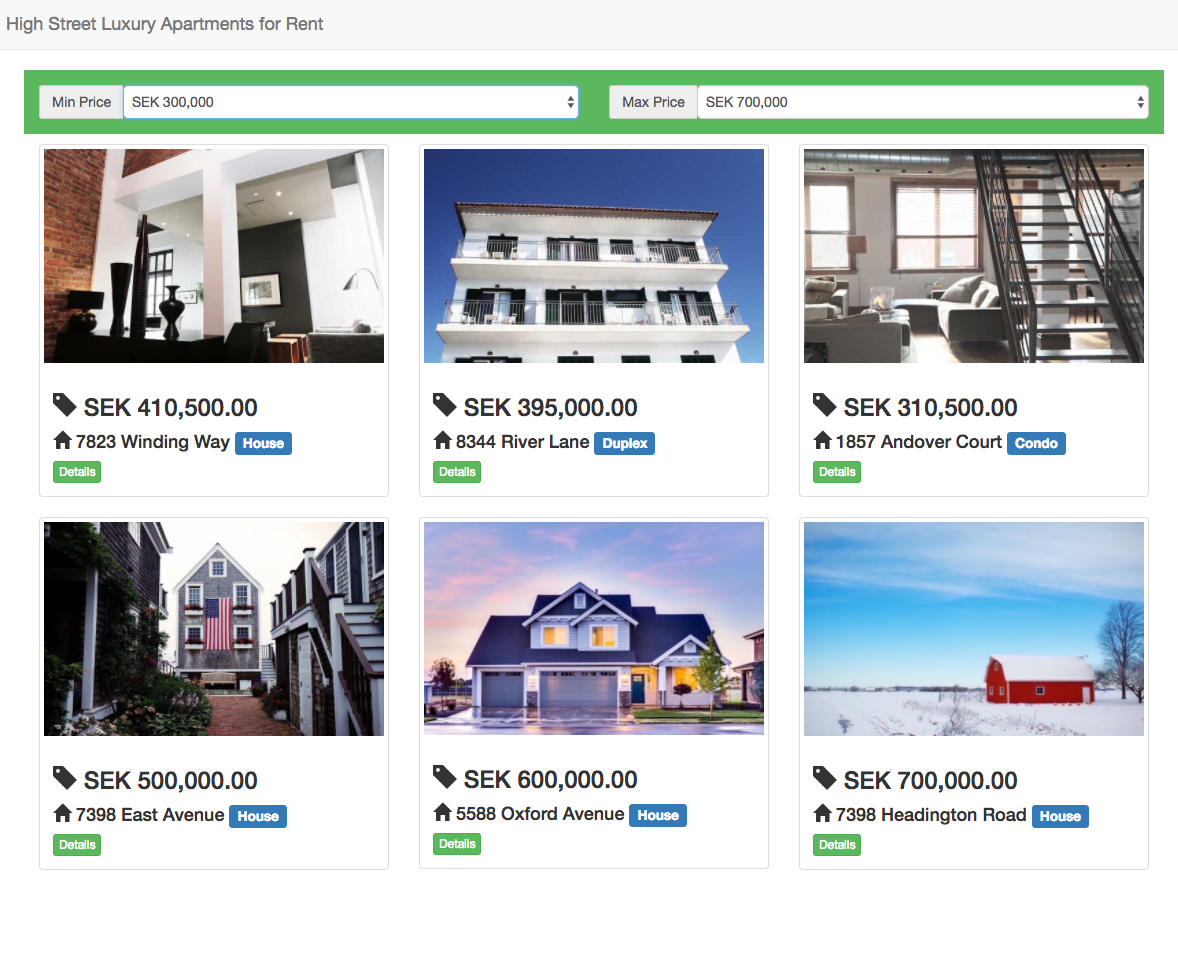 High Street Luxury Apartments for Rent
Min Price SEK 300,000 Max Price SEK 700,000
SEK 410,500.00
7823 Winding Way House
Details
SEK 395,000.00
8344 River Lane Duplex
Details
SEK 310,500.00
1857 Andover Court Condo
Details
SEK 500,000.00
7398 East Avenue House
Details
SEK 600,000.00
5588 Oxford Avenue House
Details
SEK 700,000.00
7398 Headington Road House
Details